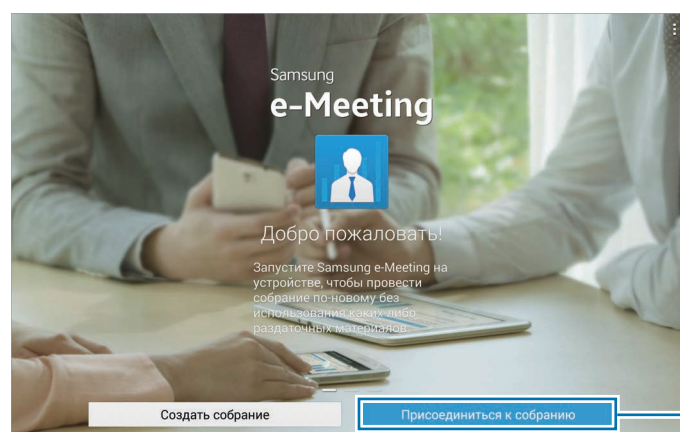 Samsung
e-Meeting
Добро пожаловать!
Запустите Samsung e-Meeting на
устройстве, чтобы провести
собрание по-новому без
использования каких-либо
раздаточных материалов.
Создать собрание
Присоединиться к собранию